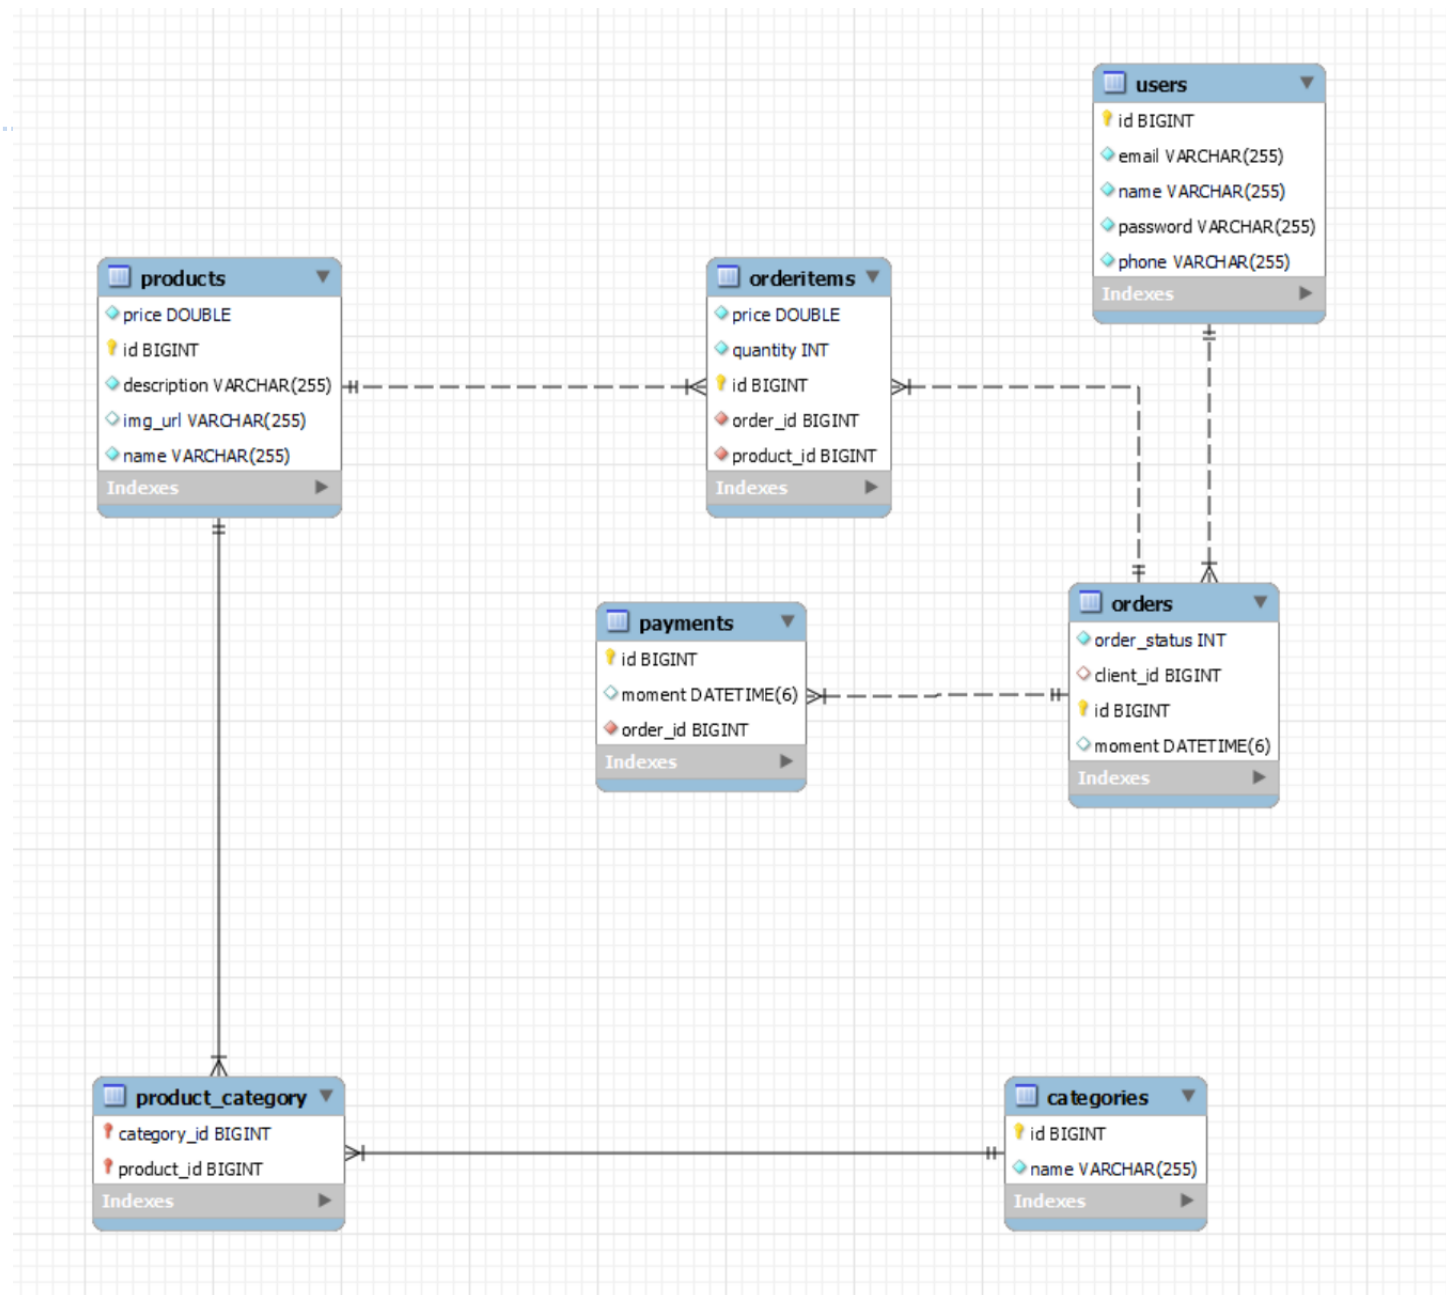 users
id BIGINT
email VARCHAR(255)
name VARCHAR(255)
password VARCHAR(255)
phone VARCHAR(255)
Indexes
products
price DOUBLE
id BIGINT
description VARCHAR(255)
img_url VARCHAR(255)
name VARCHAR(255)
Indexes
orderitems
price DOUBLE
quantity INT
id BIGINT
order_id BIGINT
product_id BIGINT
Indexes
payments
id BIGINT
moment DATETIME(6)
order_id BIGINT
Indexes
orders
order_status INT
client_id BIGINT
id BIGINT
moment DATETIME(6)
Indexes
product_category
category_id BIGINT
product_id BIGINT
Indexes
categories
id BIGINT
name VARCHAR(255)
Indexes